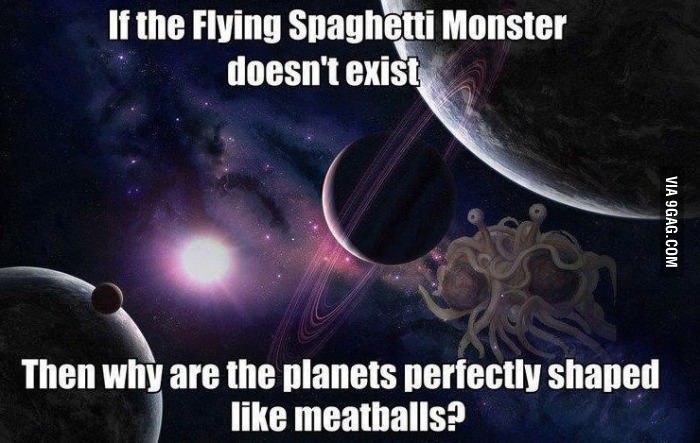 If the Flying Spaghetti Monster
doesn't exist
VIA 9GAG.COM
Then why are the planets perfectly shaped
like meatballs?